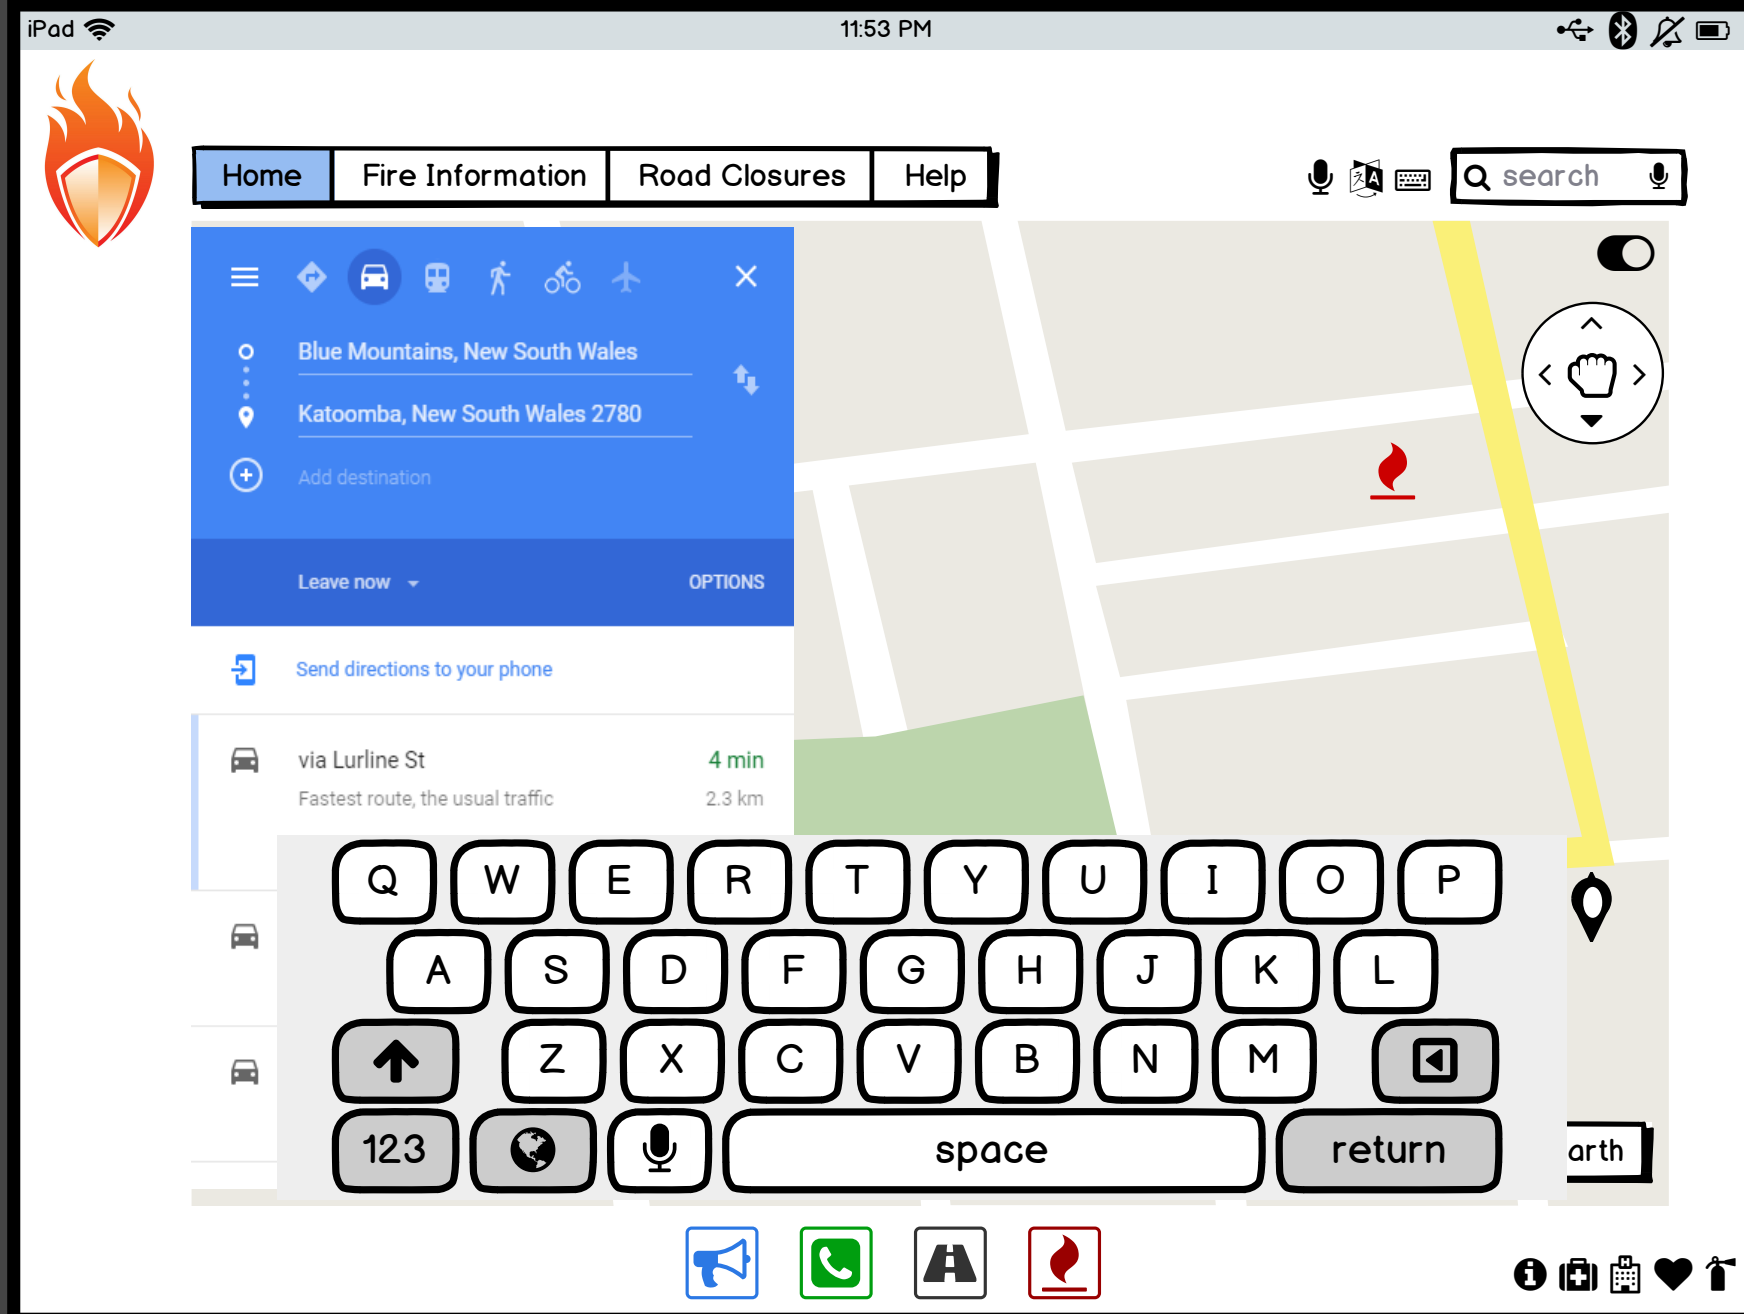 iPad 11:53 PM
Home Fire Information Road Closures Help search
Blue Mountains, New South Wales
Katoomba, New South Wales 2780
Add destination
Leave now OPTIONS
Send directions to your phone
via Lurline St 4 min
Fastest route, the usual traffic 2.3 km
Q W E R T Y U I O P
A S D F G H J K L
Z X C V B N M
123 space return
arth